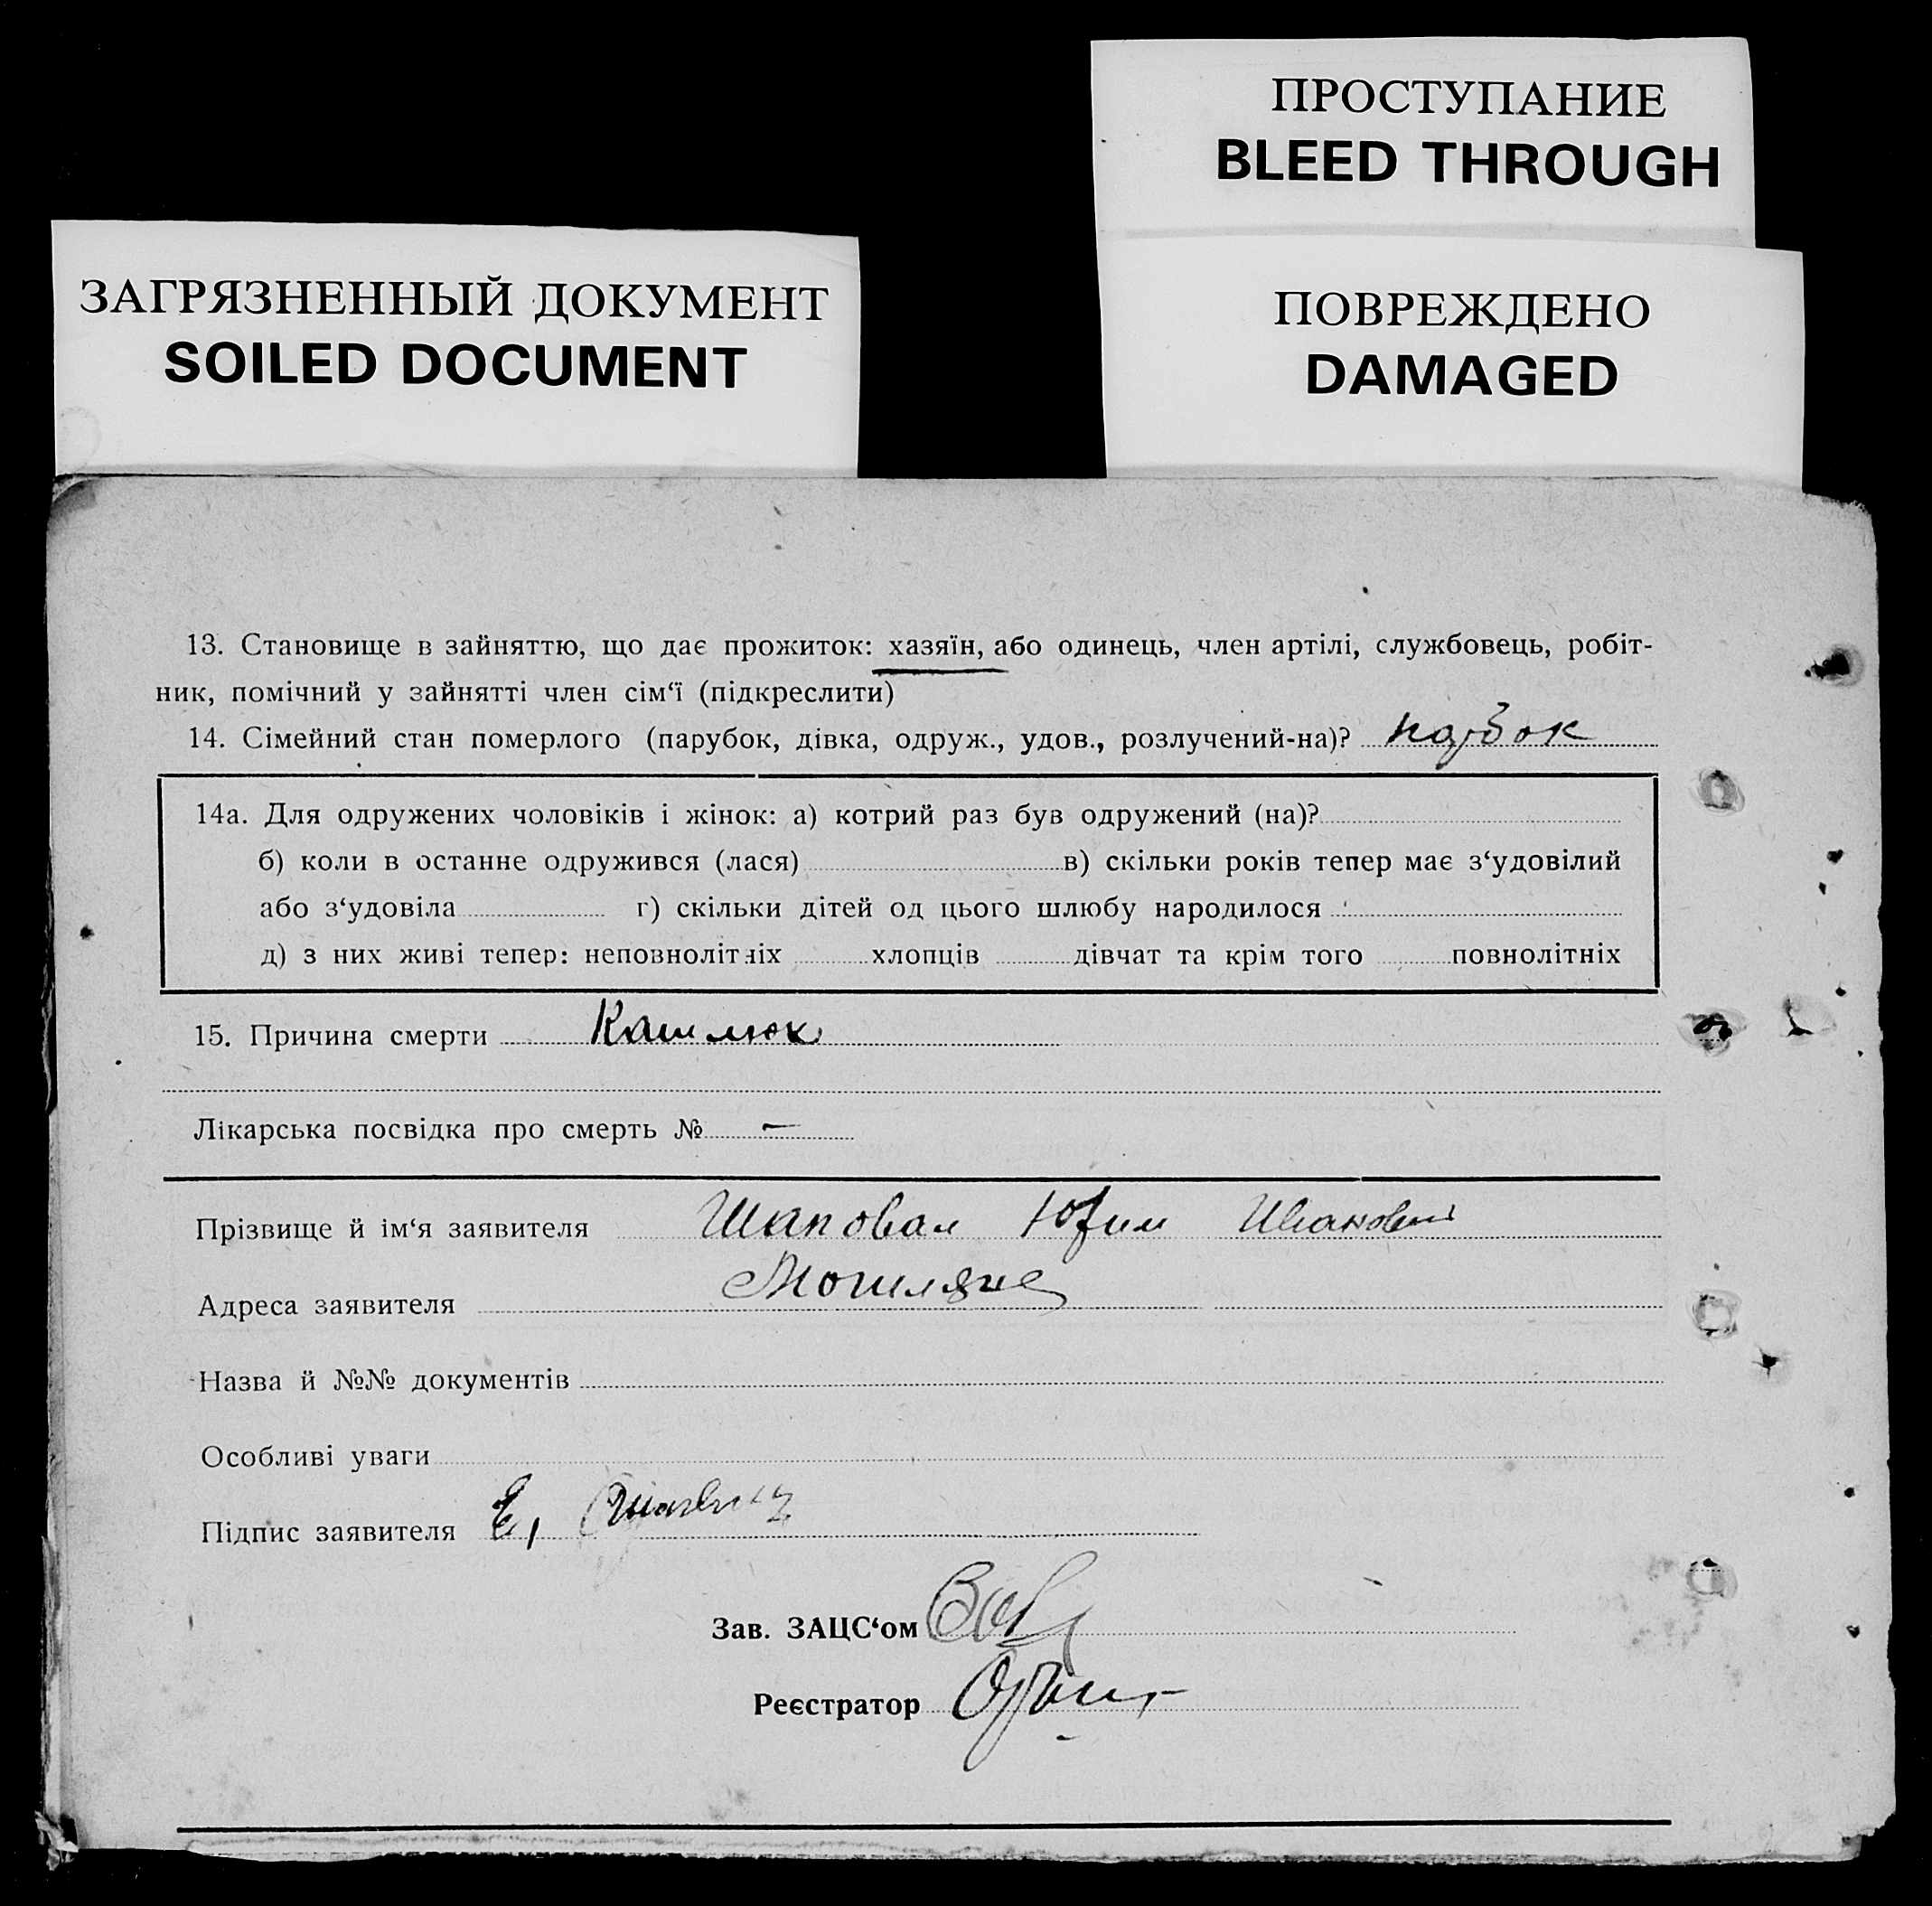 ПРОСТУПАНИЕ
BLEED THROUGH
ЗАГРЯЗНЕННЫЙ ДОКУМЕНТ
SOILED DOCUMENT
ПОВРЕЖДЕНО
DAMAGED
13. Становище в зайняттю, що дає прожиток: хазяїн, або одинець, член артілі, службовець, робіт-
ник, помічний у зайнятті член сім‘ї (підкреслити)
14. Сімейний стан померлого (парубок, дівка, одруж., удов., розлучений-на)?
14а. Для одружених чоловіків і жінок: а) котрий раз був одружений (на)?
б) коли в останне одружився (лася) в) скільки років тепер має з‘удовілий
або з‘удовіла г) скільки дітей од цього шлюбу народилося
д) з них живі тепер: неповнолітніх хлопців дівчат та крім того повнолітніх
15. Причина смерти Кашлюк
Лікарська посвідка про смерть № —
Прізвище й ім‘я заявителя Шаповал Юхим Иванович
Адреса заявителя Могиляне
Назва й №№ документів
Особливі уваги
Підпис заявителя Е,
Зав. ЗАЦС‘ом
Реєстратор